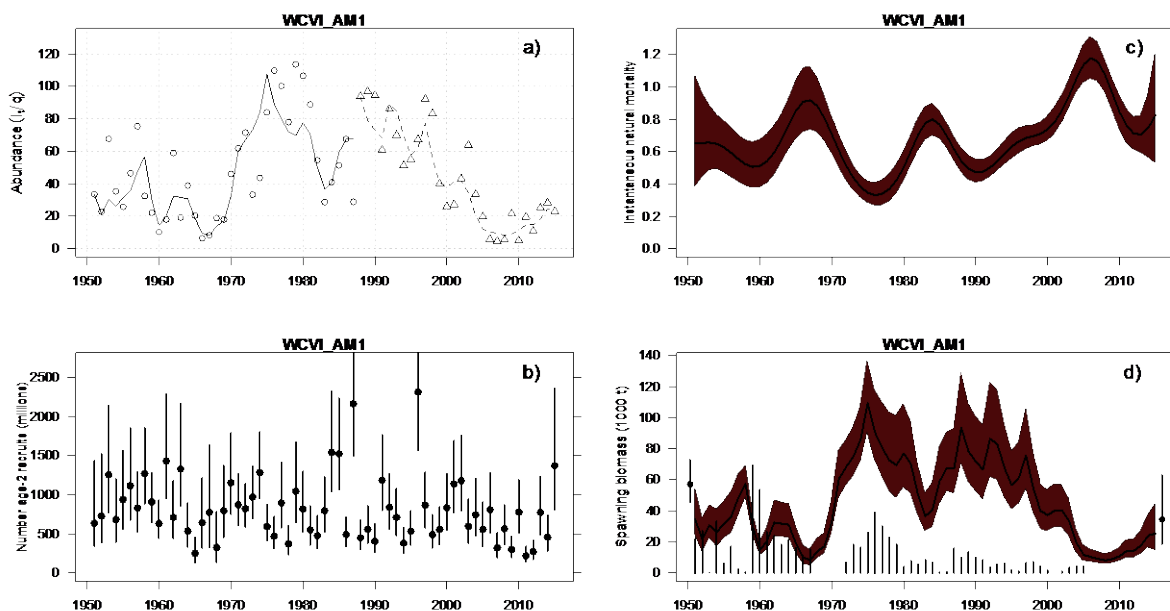 WCVI_AM1
a)
Abundance (It/q)
120
100
80
60
40
20
0
1950 1960 1970 1980 1990 2000 2010
WCVI_AM1
c)
Instantaneous natural mortality
1.2
1.0
0.8
0.6
0.4
0.2
0.0
1950 1960 1970 1980 1990 2000 2010
WCVI_AM1
b)
Number age-2 recruits (millions)
2500
2000
1500
1000
500
0
1950 1960 1970 1980 1990 2000 2010
WCVI_AM1
d)
Spawning biomass (1000 t)
140
120
100
80
60
40
20
0
1950 1960 1970 1980 1990 2000 2010